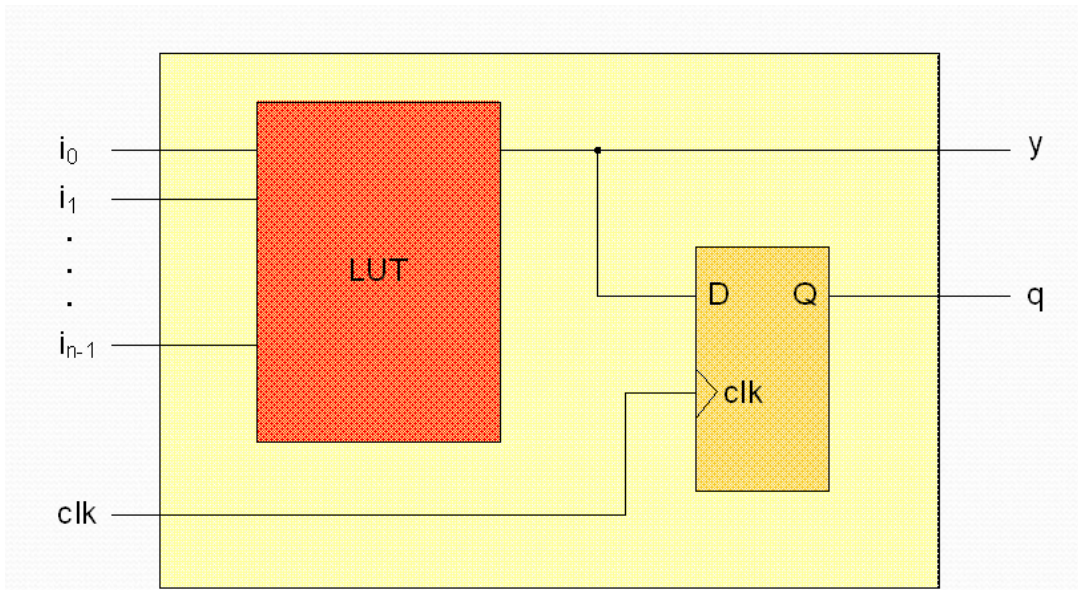 i0
i1
.
.
.
in-1
clk
LUT
y
D Q
clk
q